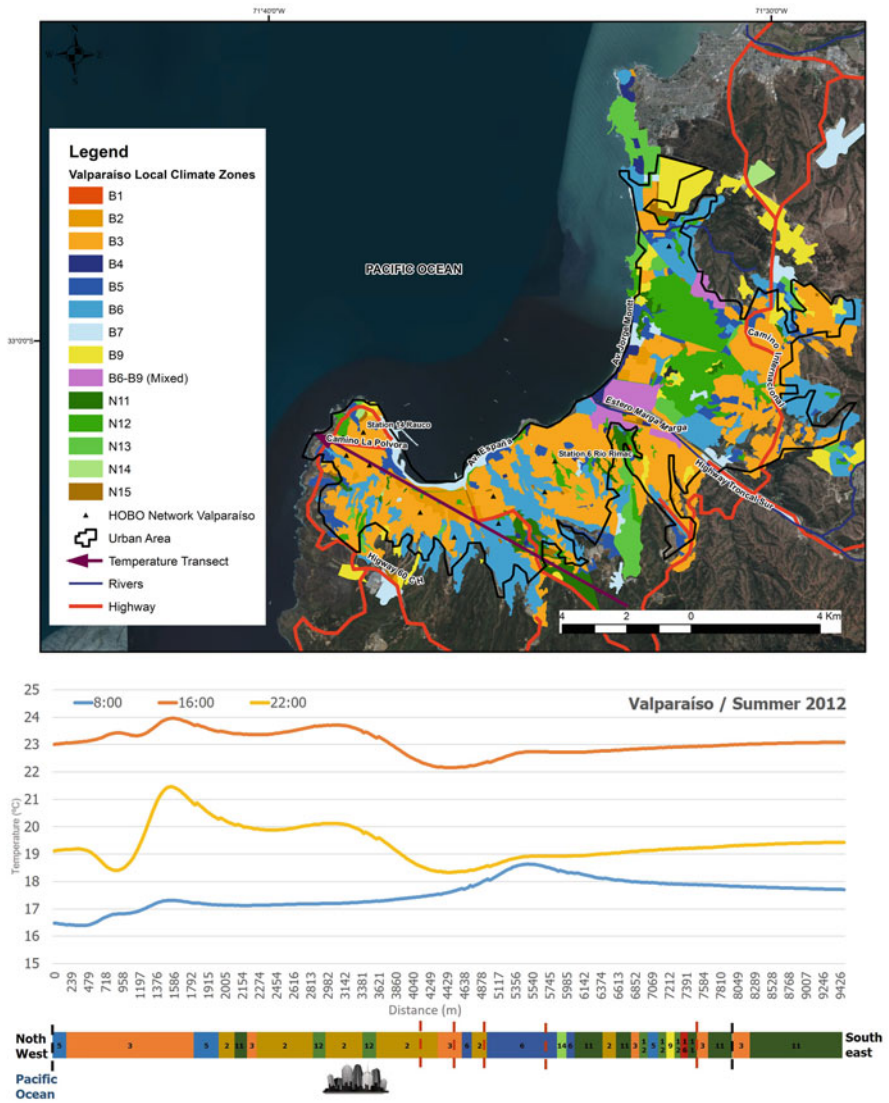 71°40'0"W
71°30'0"W
N
W
E
S
Legend
Valparaíso Local Climate Zones
B1
B2
B3
B4
B5
B6
B7
B9
B6-B9 (Mixed)
N11
N12
N13
N14
N15
HOBO Network Valparaíso
Urban Area
Temperature Transect
Rivers
Highway
PACIFIC OCEAN
33°0'0"S
Av. Jorge Montt
Camino Internacional
Estero Marga Marga
Station 14 Rauco
Camino La Polvora
Av. España
Station 6 Rio Rimac
Highway Troncal Sur
Higway 60 CH
4 2 0 4 Km
Valparaíso / Summer 2012
8:00 16:00 22:00
25
24
23
22
21
20
19
18
17
16
15
Temperature (°C)
0 239 479 718 958 1197 1376 1586 1792 1915 2005 2154 2274 2454 2616 2813 2982 3142 3381 3621 3860 4040 4249 4429 4638 4878 5117 5356 5540 5745 5985 6142 6374 6613 6852 7069 7212 7391 7584 7810 8049 8289 8528 8768 9007 9246 9426
Distance (m)
Noth West
5 3 5 2 11 3 2 12 2 12 2 3 6 2 6 14 6 11 2 11 3 12 5 12 9 3 11 3 11
South east
Pacific
Ocean